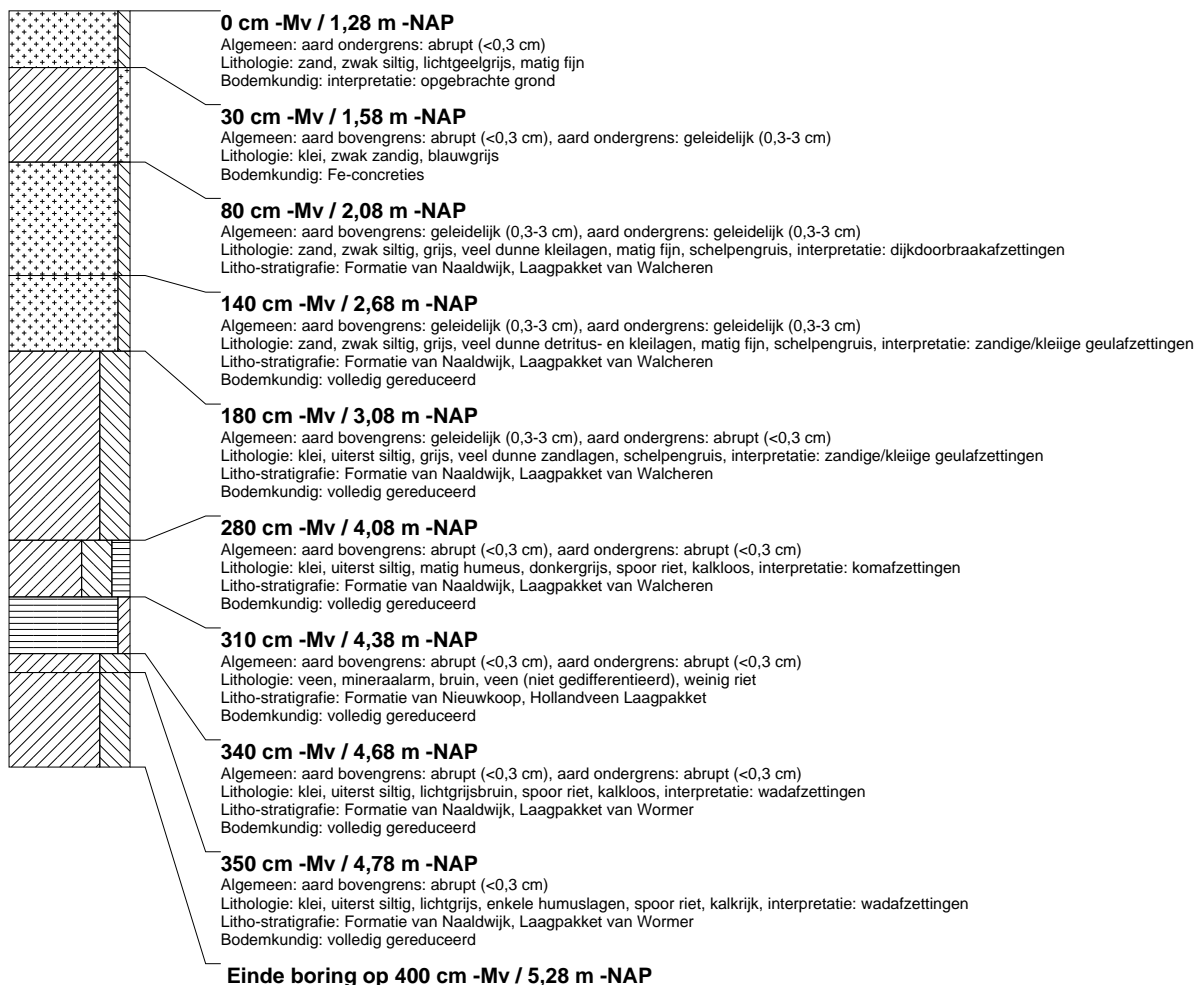 0 cm -Mv / 1,28 m -NAP
Algemeen: aard ondergrens: abrupt (<0,3 cm)
Lithologie: zand, zwak siltig, lichtgeelgrijs, matig fijn
Bodemkundig: interpretatie: opgebrachte grond
30 cm -Mv / 1,58 m -NAP
Algemeen: aard bovengrens: abrupt (<0,3 cm), aard ondergrens: geleidelijk (0,3-3 cm)
Lithologie: klei, zwak zandig, blauwgrijs
Bodemkundig: Fe-concreties
80 cm -Mv / 2,08 m -NAP
Algemeen: aard bovengrens: geleidelijk (0,3-3 cm), aard ondergrens: geleidelijk (0,3-3 cm)
Lithologie: zand, zwak siltig, grijs, veel dunne kleilagen, matig fijn, schelpengruis, interpretatie: dijkdoorbraakafzettingen
Litho-stratigrafie: Formatie van Naaldwijk, Laagpakket van Walcheren
140 cm -Mv / 2,68 m -NAP
Algemeen: aard bovengrens: geleidelijk (0,3-3 cm), aard ondergrens: geleidelijk (0,3-3 cm)
Lithologie: zand, zwak siltig, grijs, veel dunne detritus- en kleilagen, matig fijn, schelpengruis, interpretatie: zandige/kleiige geulafzettingen
Litho-stratigrafie: Formatie van Naaldwijk, Laagpakket van Walcheren
Bodemkundig: volledig gereduceerd
180 cm -Mv / 3,08 m -NAP
Algemeen: aard bovengrens: geleidelijk (0,3-3 cm), aard ondergrens: abrupt (<0,3 cm)
Lithologie: klei, uiterst siltig, grijs, veel dunne zandlagen, schelpengruis, interpretatie: zandige/kleiige geulafzettingen
Litho-stratigrafie: Formatie van Naaldwijk, Laagpakket van Walcheren
Bodemkundig: volledig gereduceerd
280 cm -Mv / 4,08 m -NAP
Algemeen: aard bovengrens: abrupt (<0,3 cm), aard ondergrens: abrupt (<0,3 cm)
Lithologie: klei, uiterst siltig, matig humeus, donkergrijs, spoor riet, kalkloos, interpretatie: komafzettingen
Litho-stratigrafie: Formatie van Naaldwijk, Laagpakket van Walcheren
Bodemkundig: volledig gereduceerd
310 cm -Mv / 4,38 m -NAP
Algemeen: aard bovengrens: abrupt (<0,3 cm), aard ondergrens: abrupt (<0,3 cm)
Lithologie: veen, mineraalarm, bruin, veen (niet gedifferentieerd), weinig riet
Litho-stratigrafie: Formatie van Nieuwkoop, Hollandveen Laagpakket
Bodemkundig: volledig gereduceerd
340 cm -Mv / 4,68 m -NAP
Algemeen: aard bovengrens: abrupt (<0,3 cm), aard ondergrens: abrupt (<0,3 cm)
Lithologie: klei, uiterst siltig, lichtgrijsbruin, spoor riet, kalkloos, interpretatie: wadafzettingen
Litho-stratigrafie: Formatie van Naaldwijk, Laagpakket van Wormer
Bodemkundig: volledig gereduceerd
350 cm -Mv / 4,78 m -NAP
Algemeen: aard bovengrens: abrupt (<0,3 cm)
Lithologie: klei, uiterst siltig, lichtgrijs, enkele humuslagen, spoor riet, kalkrijk, interpretatie: wadafzettingen
Litho-stratigrafie: Formatie van Naaldwijk, Laagpakket van Wormer
Bodemkundig: volledig gereduceerd
Einde boring op 400 cm -Mv / 5,28 m -NAP